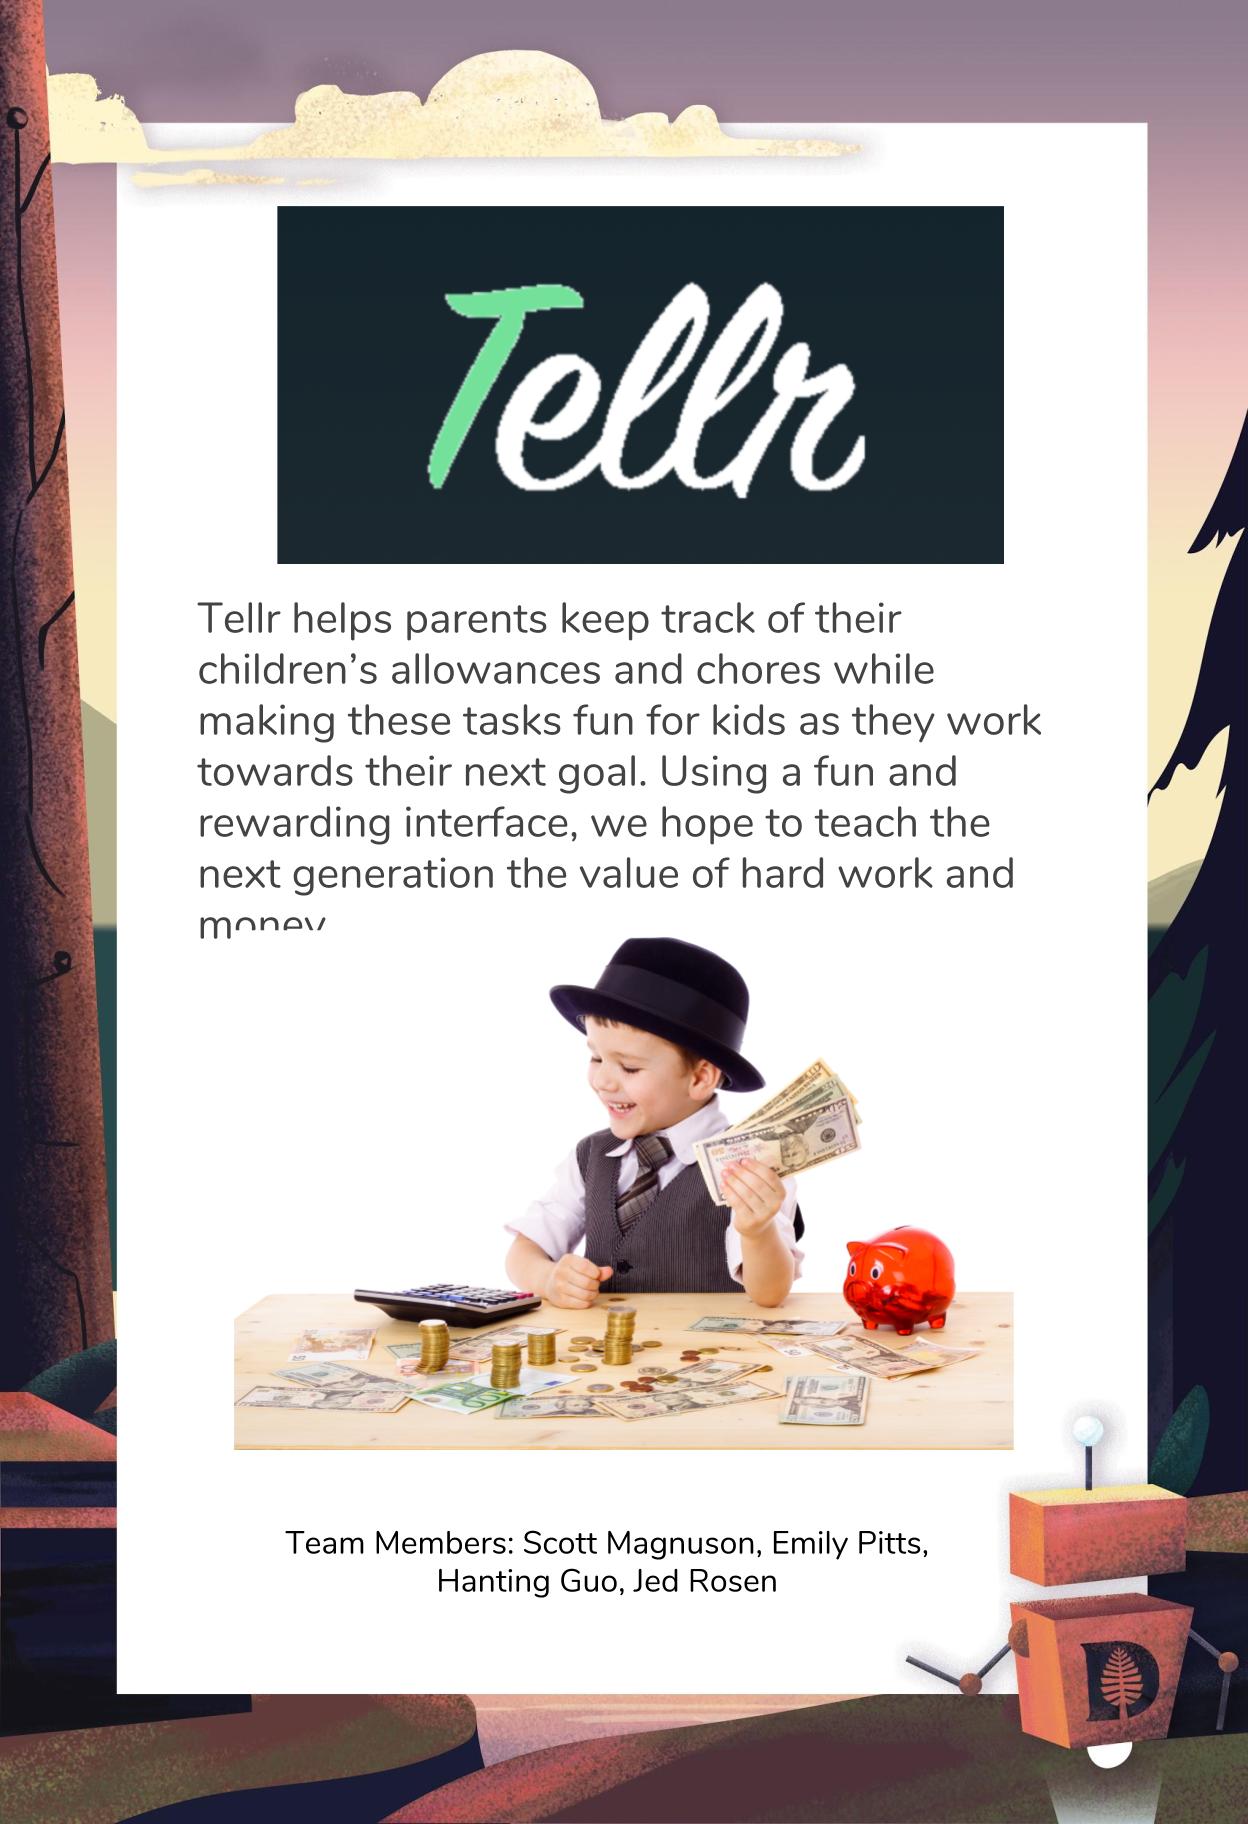 Tellr
Tellr helps parents keep track of their
children’s allowances and chores while
making these tasks fun for kids as they work
towards their next goal. Using a fun and
rewarding interface, we hope to teach the
next generation the value of hard work and
money
Team Members: Scott Magnuson, Emily Pitts,
Hanting Guo, Jed Rosen
D